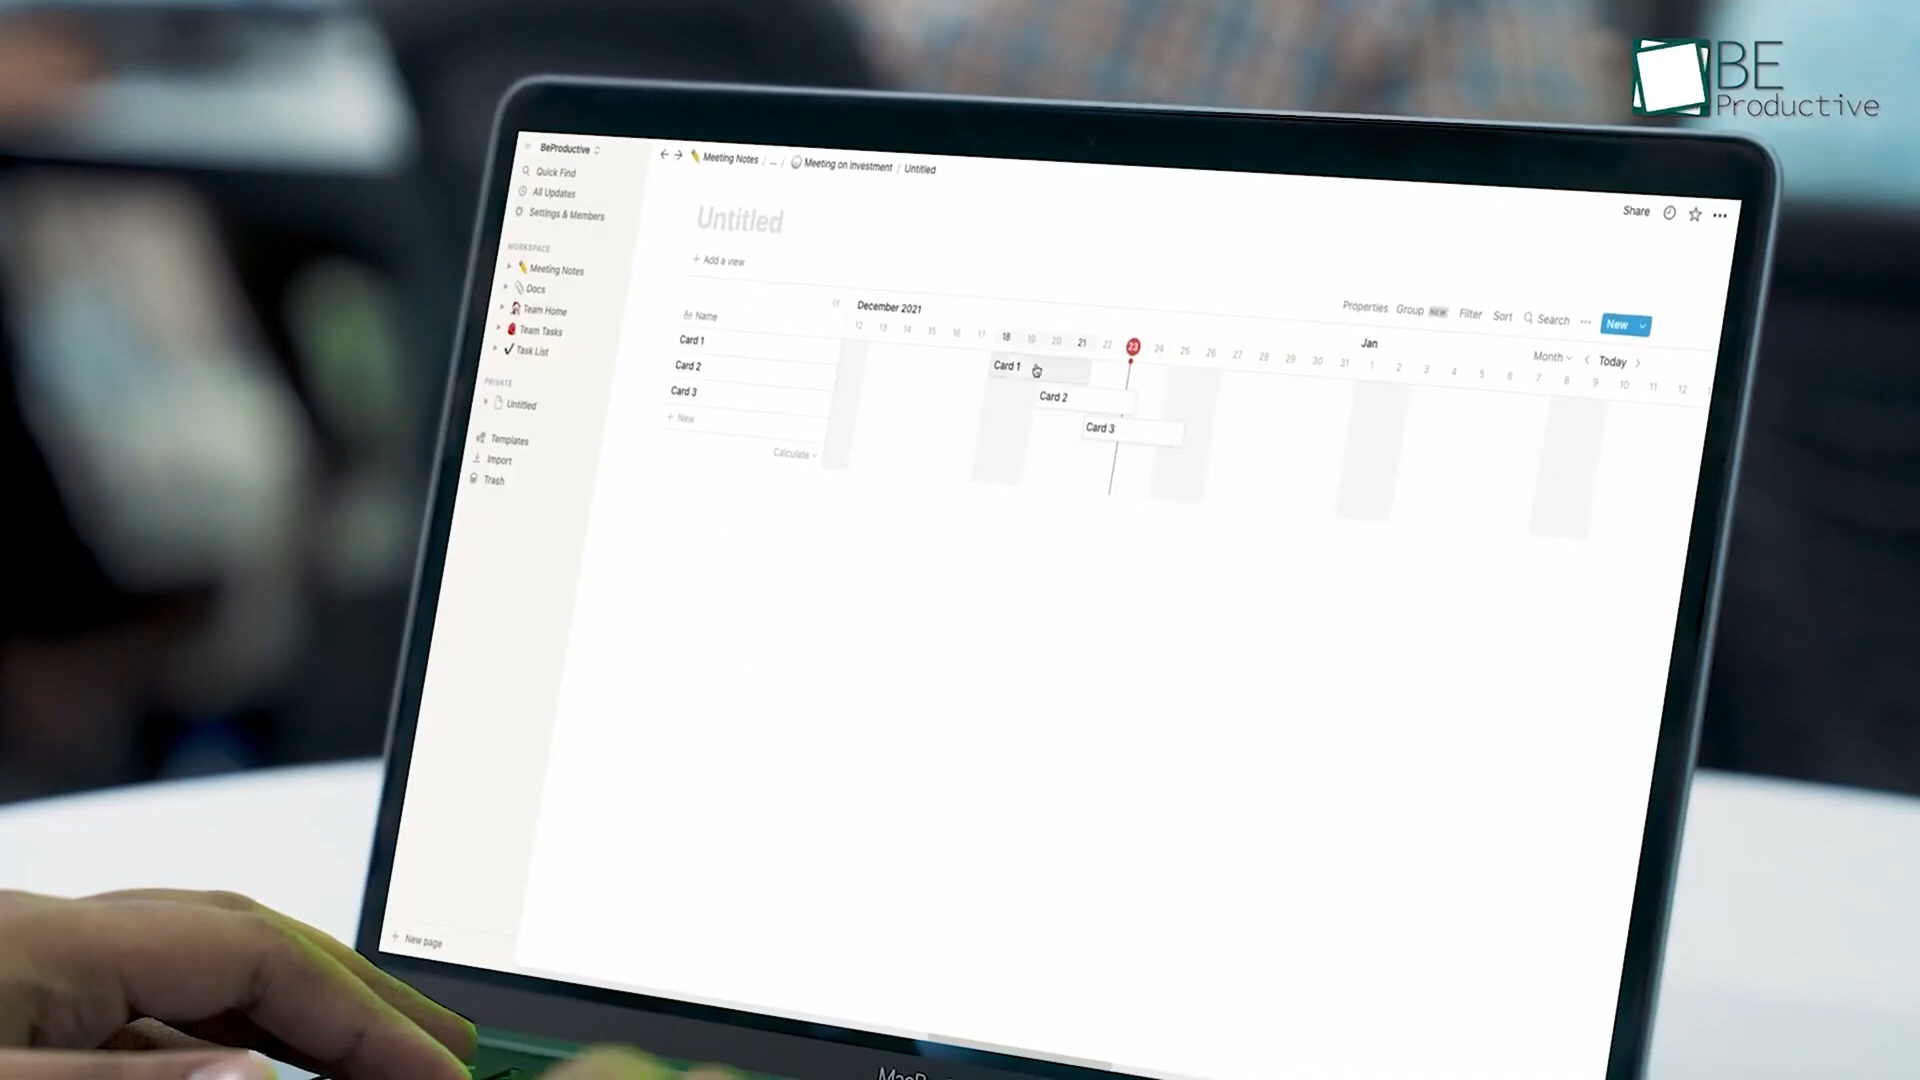 BE
Productive
BeProductive
Quick Find
All Updates
Settings & Members
WORKSPACE
Meeting Notes
Docs
Team Home
Team Tasks
Task List
PRIVATE
Untitled
Templates
Import
Trash
+ New page
← → Meeting Notes / ... / Meeting on investment / Untitled
Share
Untitled
+ Add a view
Properties Group NEW Filter Sort Search ... New
December 2021
Jan
Month < Today >
Name
12 13 14 15 16 17 18 19 20 21 22 23 24 25 26 27 28 29 30 31 1 2 3 4 5 6 7 8 9 10 11 12
Card 1
Card 2
Card 3
+ New
Calculate
Card 1
Card 2
Card 3